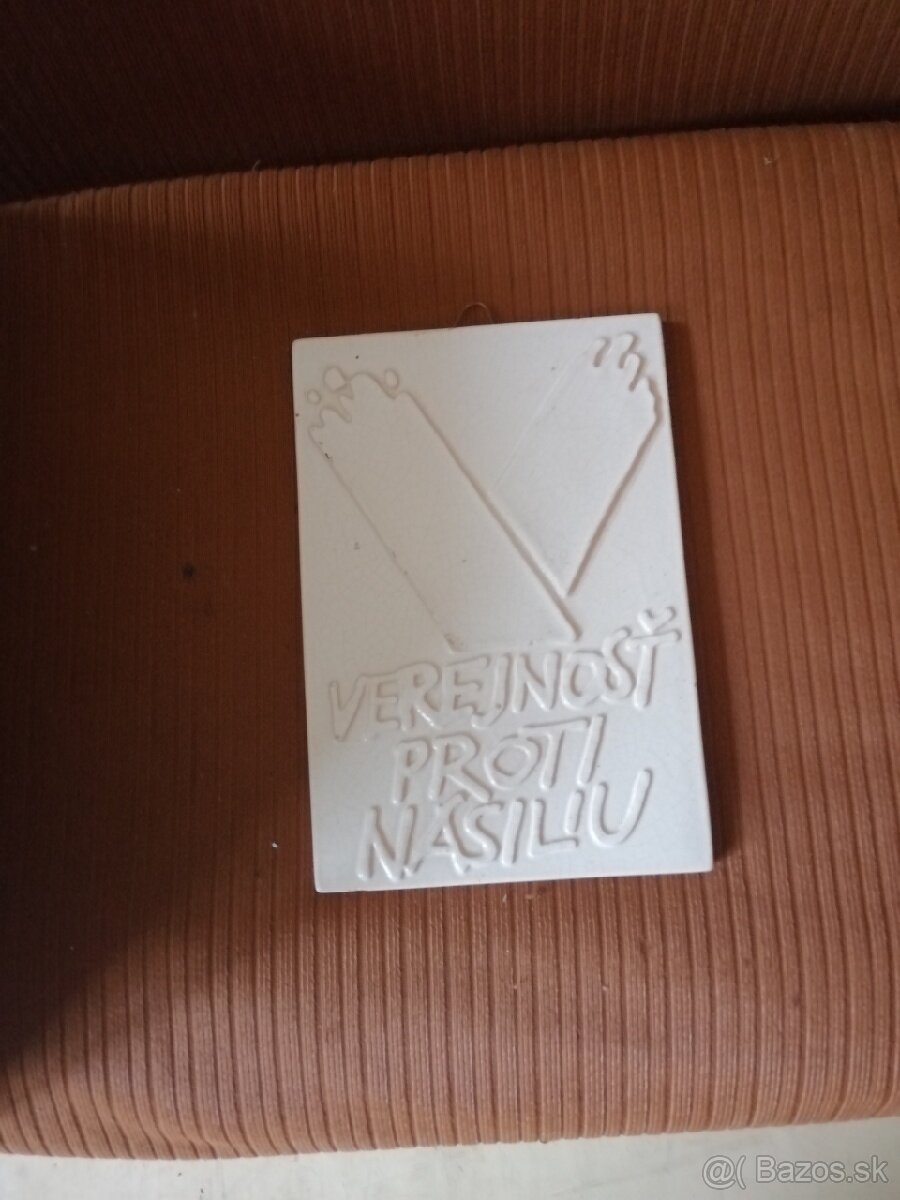 VEREJNOSŤ
PROTI
NÁSILIU
@( Bazos.sk